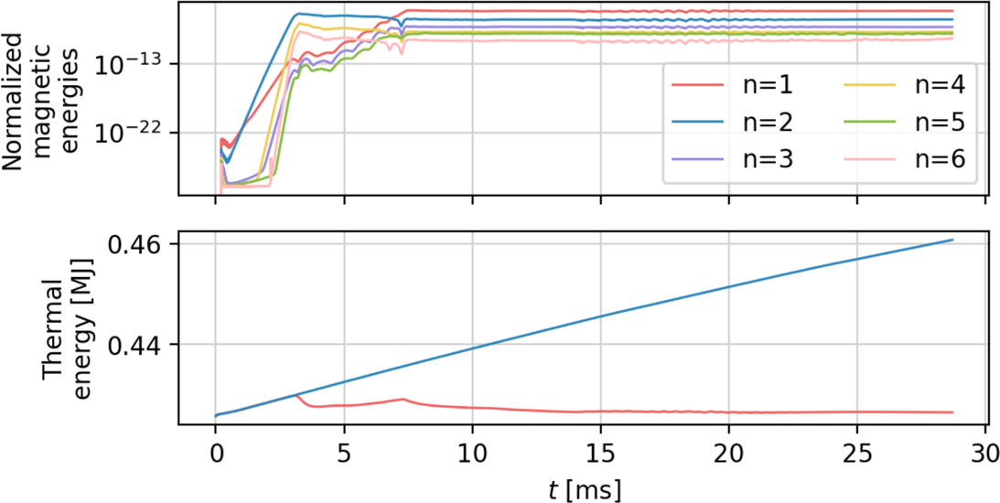 Normalized
magnetic
energies
10⁻¹³
10⁻²²
n=1 n=4
n=2 n=5
n=3 n=6
Thermal
energy [MJ]
0.46
0.44
0 5 10 15 20 25 30
t [ms]